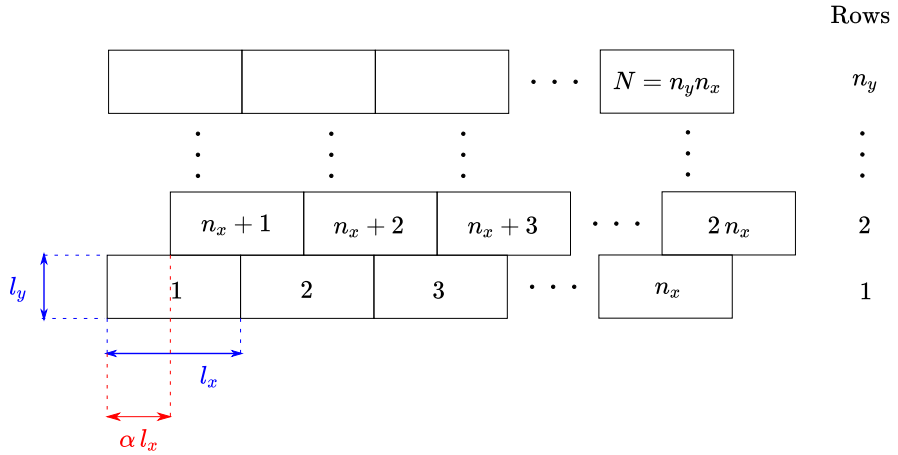 Rows
N = n_y n_x n_y
n_x + 1 n_x + 2 n_x + 3 · · · 2 n_x 2
l_y 1 2 3 · · · n_x 1
l_x
α l_x